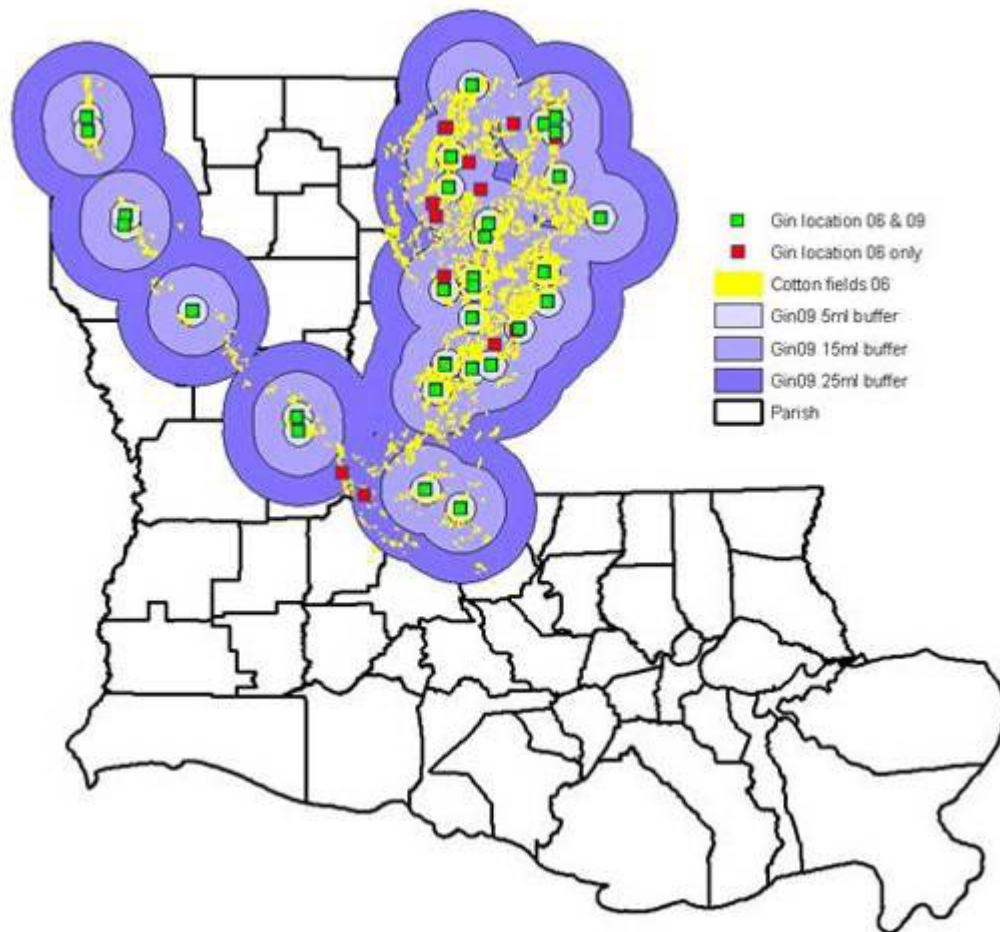 Gin location 06 & 09
Gin location 06 only
Cotton fields 06
Gin09 5ml buffer
Gin09 15ml buffer
Gin09 25ml buffer
Parish